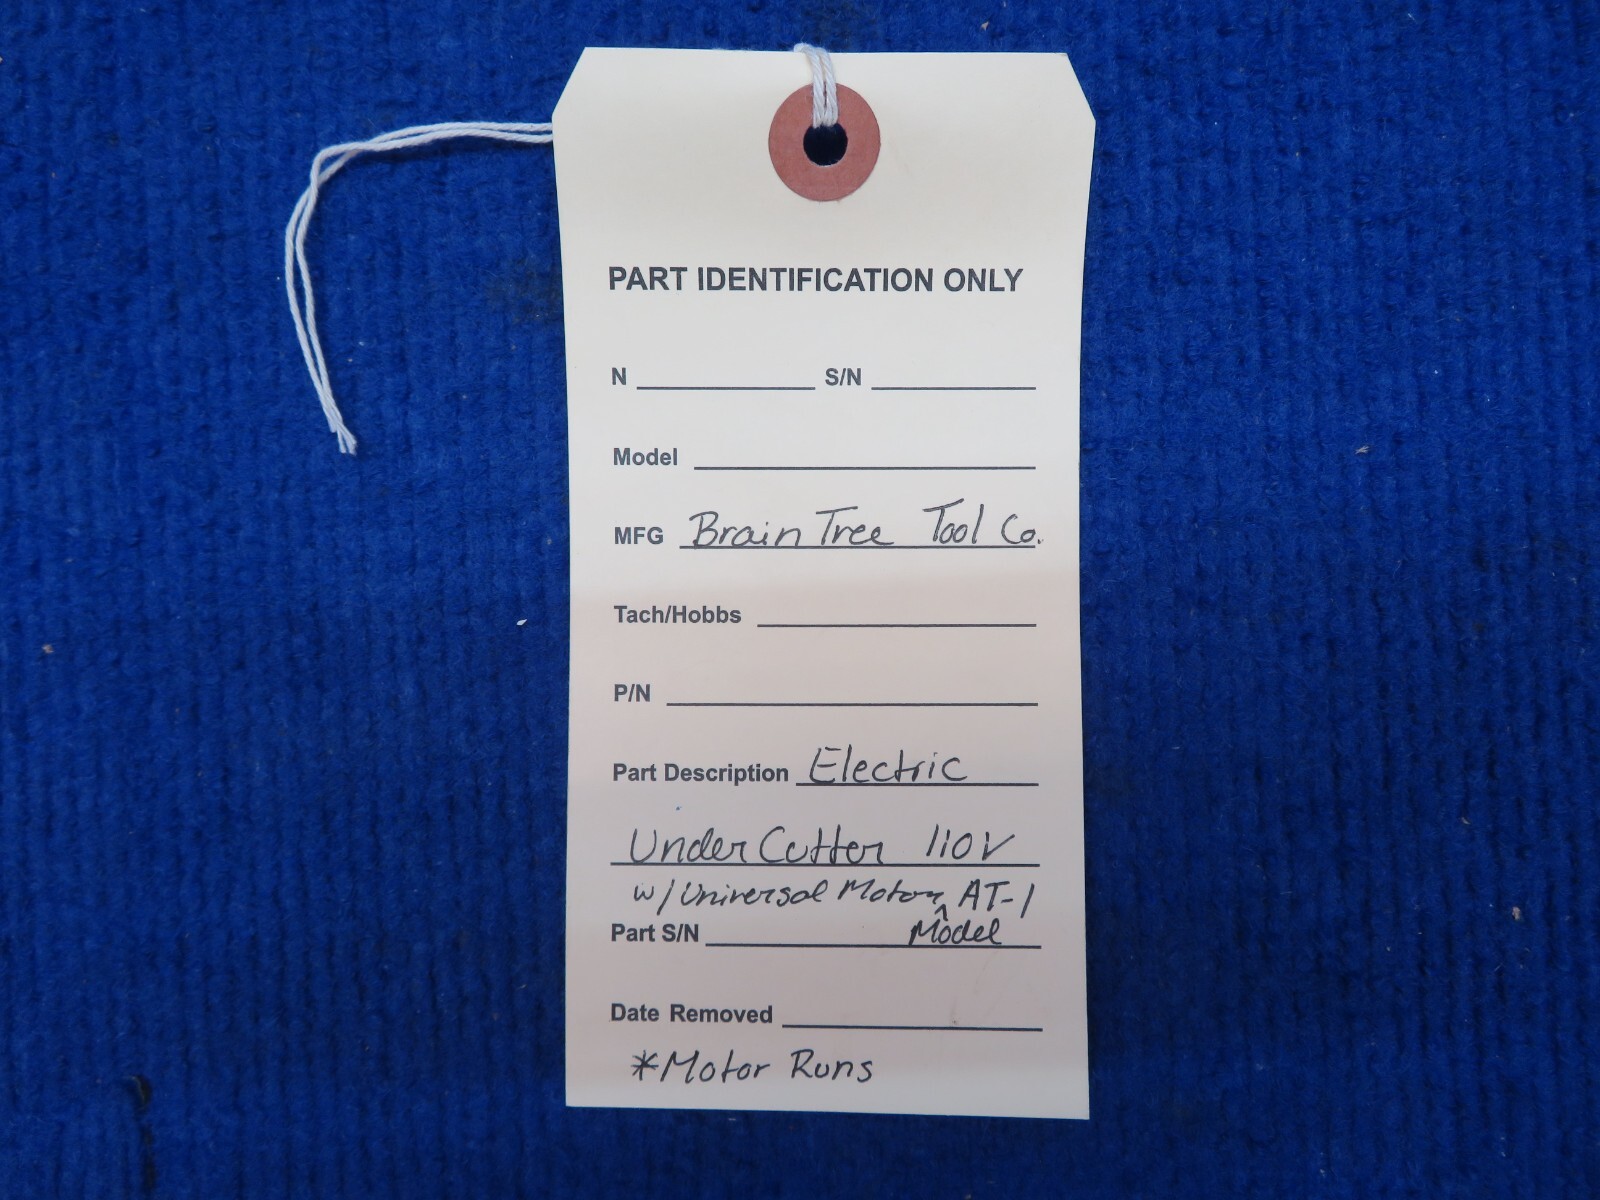 PART IDENTIFICATION ONLY
N S/N
Model
MFG Brain Tree Tool Co.
Tach/Hobbs
P/N
Part Description Electric
Under Cutter 110V
w/ Universal Motor, ^ AT-1
Part S/N Model
Date Removed
*Motor Runs